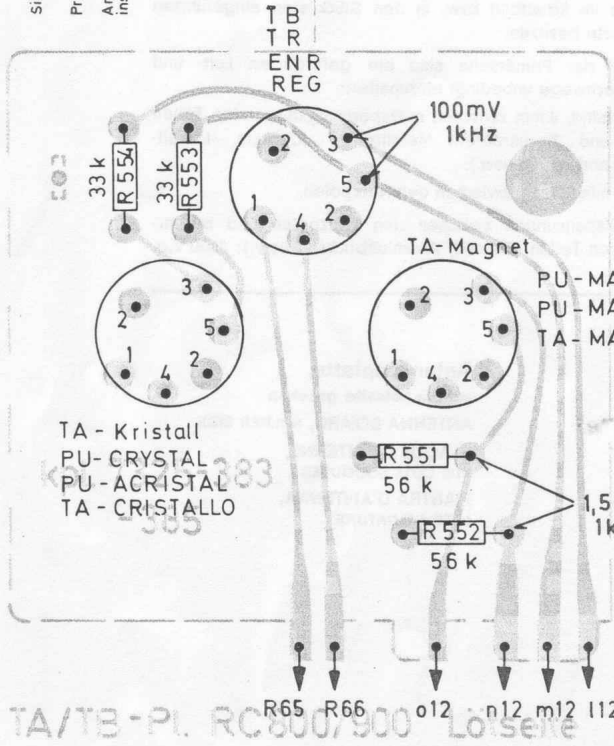 TB
TR
ENR
REG
100mV
1kHz
33 k
R 554
33 k
R 553
2
3
5
1
4
2
TA-Magnet
3
2
5
1
4
2
2
3
5
1
4
2
PU-MA
PU-MA
TA-MA
TA-Kristall
PU-CRYSTAL
PU-ACRISTAL
TA-CRISTALLO
R 551
56 k
1,5
1k
R 552
56 k
R65 R66 o12 n12 m12 l12
TA/TB-Pl. RC800/900 Lötseite